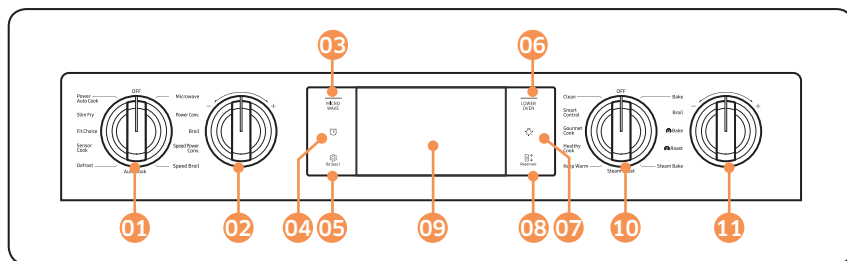 03
06
OFF
Power
Auto Cook
Microwave
Slim Fry
Power Conv.
Fit Choice
Broil
Sensor
Cook
Speed Power
Conv.
Defrost
Speed Broil
Auto Cook
− +
MICRO
WAVE
LOWER
OVEN
Reservoir
OFF
Clean
Bake
Smart
Control
Broil
Gourmet
Cook
Bake
Healthy
Cook
Roast
Keep Warm
Steam Bake
Steam Roast
− +
01
02
04
05
09
08
07
10
11